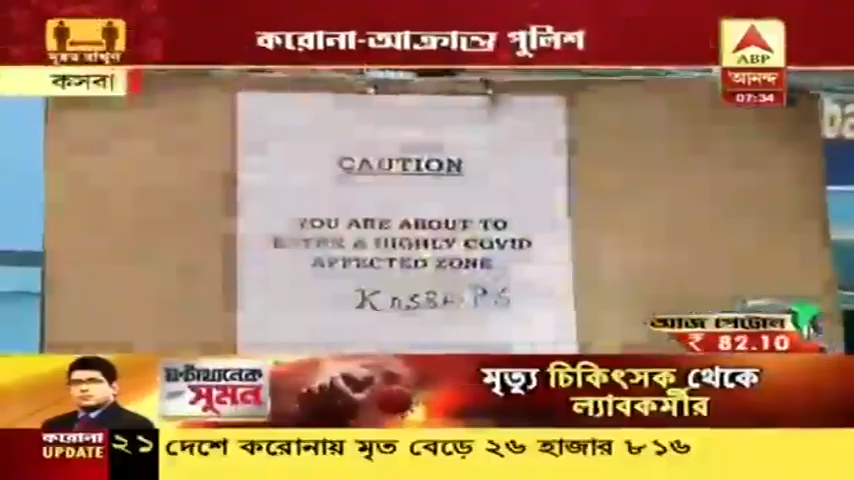 দূরত্ব রাখুন
করোনা-আক্রান্ত পুলিশ
ABP
আনন্দ
07:34
কসবা
CAUTION
YOU ARE ABOUT TO
ENTER A HIGHLY COVID
AFFECTED ZONE
KasBA PS
আজ পেট্রোল
₹ 82.10
ঘণ্টাখানেক
সুমন
মৃত্যু চিকিৎসক থেকে
ল্যাবকর্মীর
করোনা
UPDATE
২১
দেশে করোনায় মৃত বেড়ে ২৬ হাজার ৮১৬